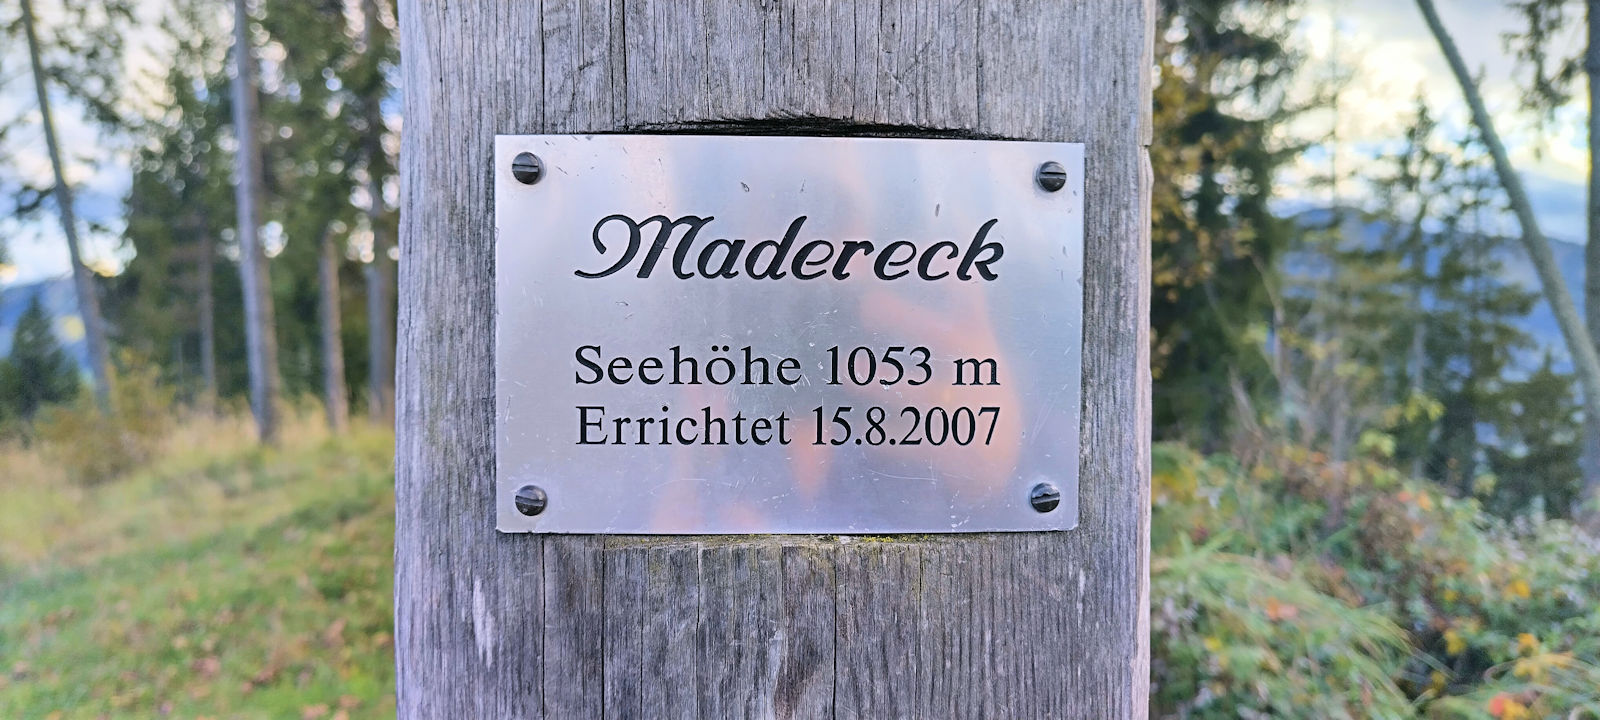 Madereck
Seehöhe 1053 m
Errichtet 15.8.2007